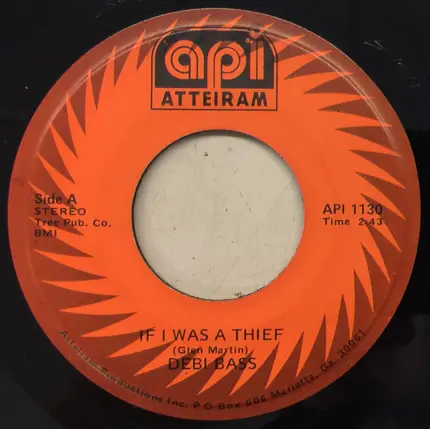 api
ATTEIRAM
Side A
STEREO
Tree Pub. Co.
BMI
API 1130
Time 2:43
IF I WAS A THIEF
(Glen Martin)
DEBI BASS
Atteiram Productions Inc. P O Box 606 Marietta, Ga. 30061